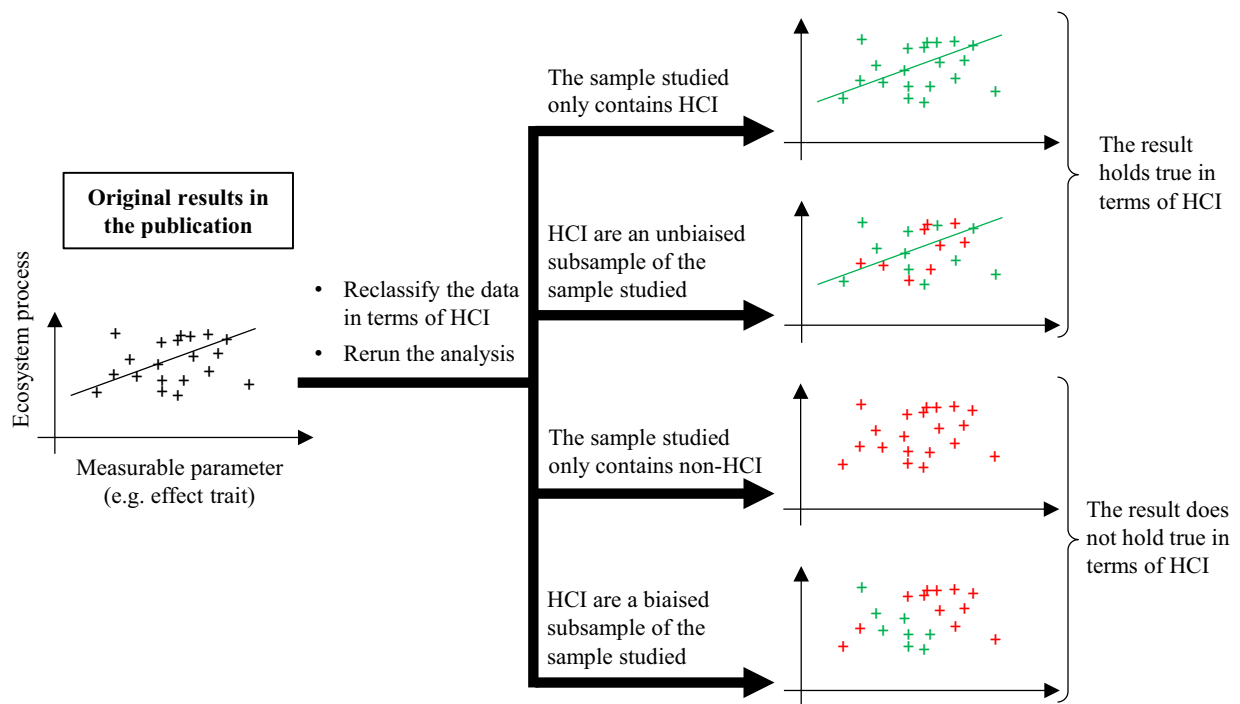 Original results in
the publication
Ecosystem process
Measurable parameter
(e.g. effect trait)
• Reclassify the data
in terms of HCI
• Rerun the analysis
The sample studied
only contains HCI
HCI are an unbiaised
subsample of the
sample studied
The sample studied
only contains non-HCI
HCI are a biaised
subsample of the
sample studied
The result
holds true in
terms of HCI
The result does
not hold true in
terms of HCI